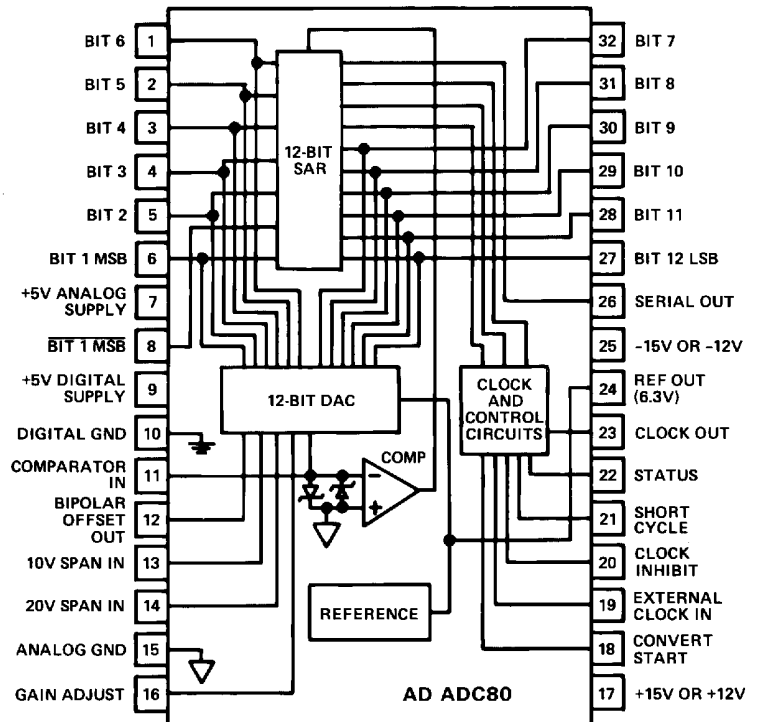 BIT 6 1
BIT 5 2
BIT 4 3
BIT 3 4
BIT 2 5
BIT 1 MSB 6
+5V ANALOG
SUPPLY 7
BIT 1 MSB 8
+5V DIGITAL
SUPPLY 9
DIGITAL GND 10
COMPARATOR
IN 11
BIPOLAR
OFFSET
OUT 12
10V SPAN IN 13
20V SPAN IN 14
ANALOG GND 15
GAIN ADJUST 16
12-BIT
SAR
12-BIT DAC
COMP
−
+
REFERENCE
CLOCK
AND
CONTROL
CIRCUITS
AD ADC80
32 BIT 7
31 BIT 8
30 BIT 9
29 BIT 10
28 BIT 11
27 BIT 12 LSB
26 SERIAL OUT
25 −15V OR −12V
24 REF OUT
(6.3V)
23 CLOCK OUT
22 STATUS
21 SHORT
CYCLE
20 CLOCK
INHIBIT
19 EXTERNAL
CLOCK IN
18 CONVERT
START
17 +15V OR +12V